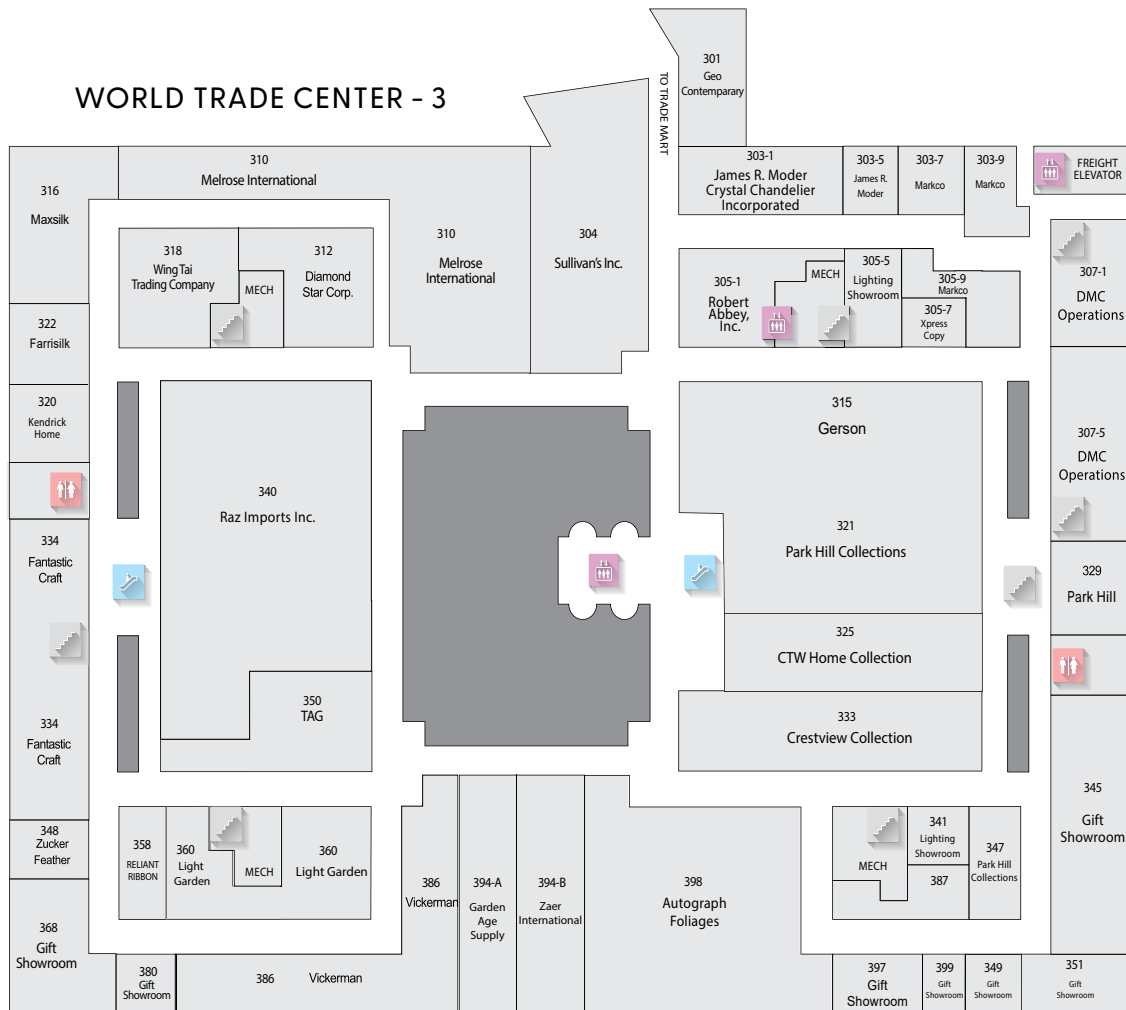 WORLD TRADE CENTER - 3
301
Geo
Contemparary
TO TRADE MART
310
Melrose International
316
Maxsilk
303-1
James R. Moder
Crystal Chandelier
Incorporated
303-5
James R.
Moder
303-7
Markco
303-9
Markco
FREIGHT
ELEVATOR
318
Wing Tai
Trading Company
MECH
312
Diamond
Star Corp.
310
Melrose
International
304
Sullivan's Inc.
305-1
Robert
Abbey,
Inc.
MECH
305-5
Lighting
Showroom
305-9
Markco
305-7
Xpress
Copy
307-1
DMC
Operations
322
Farrisilk
320
Kendrick
Home
315
Gerson
307-5
DMC
Operations
340
Raz Imports Inc.
321
Park Hill Collections
334
Fantastic
Craft
329
Park Hill
325
CTW Home Collection
350
TAG
333
Crestview Collection
334
Fantastic
Craft
345
Gift
Showroom
348
Zucker
Feather
358
RELIANT
RIBBON
360
Light
Garden
MECH
360
Light Garden
386
Vickerman
394-A
Garden
Age
Supply
394-B
Zaer
International
398
Autograph
Foliages
MECH
341
Lighting
Showroom
387
347
Park Hill
Collections
368
Gift
Showroom
380
Gift
Showroom
386 Vickerman
397
Gift
Showroom
399
Gift
Showroom
349
Gift
Showroom
351
Gift
Showroom